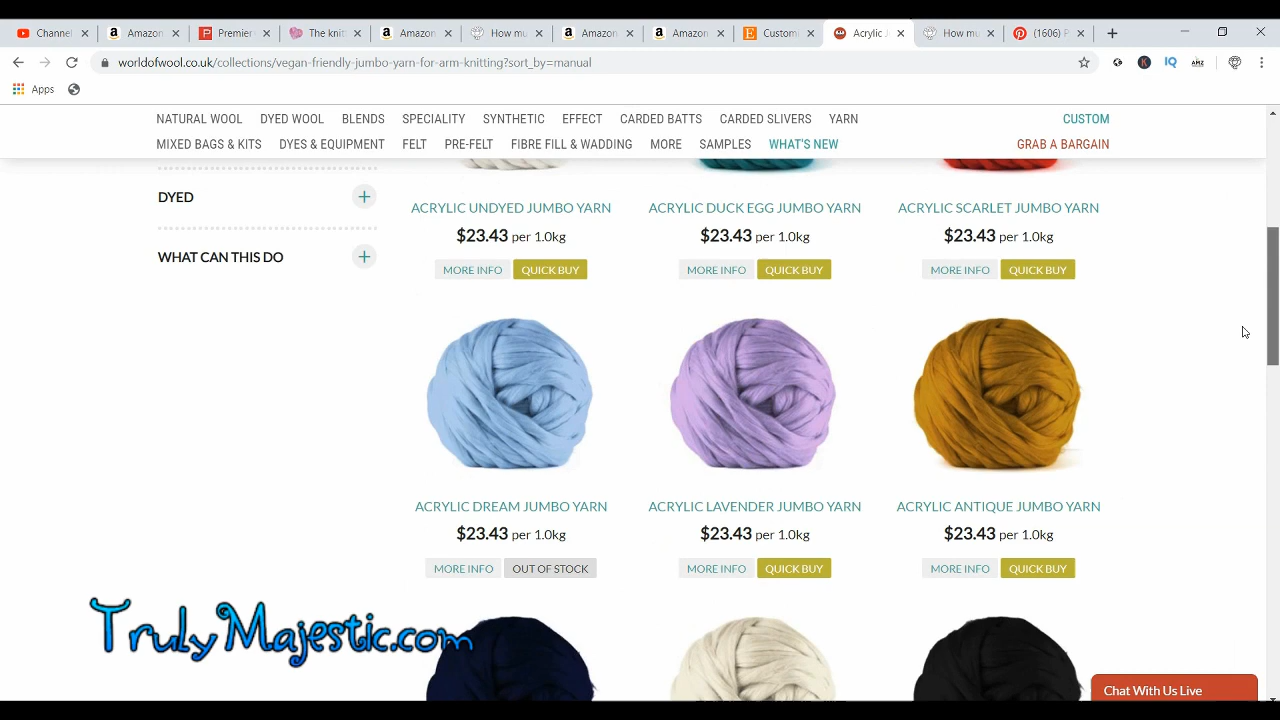 Channel
Amazon
Premier
The knit
Amazon
How mu
Amazon
Amazon
Custom
Acrylic J
How mu
(1606) P
worldofwool.co.uk/collections/vegan-friendly-jumbo-yarn-for-arm-knitting?sort_by=manual
K
IQ
AMZ
Apps
NATURAL WOOL DYED WOOL BLENDS SPECIALITY SYNTHETIC EFFECT CARDED BATTS CARDED SLIVERS YARN CUSTOM
MIXED BAGS & KITS DYES & EQUIPMENT FELT PRE-FELT FIBRE FILL & WADDING MORE SAMPLES WHAT'S NEW GRAB A BARGAIN
DYED
WHAT CAN THIS DO
ACRYLIC UNDYED JUMBO YARN ACRYLIC DUCK EGG JUMBO YARN ACRYLIC SCARLET JUMBO YARN
$23.43 per 1.0kg $23.43 per 1.0kg $23.43 per 1.0kg
MORE INFO QUICK BUY MORE INFO QUICK BUY MORE INFO QUICK BUY
ACRYLIC DREAM JUMBO YARN ACRYLIC LAVENDER JUMBO YARN ACRYLIC ANTIQUE JUMBO YARN
$23.43 per 1.0kg $23.43 per 1.0kg $23.43 per 1.0kg
MORE INFO OUT OF STOCK MORE INFO QUICK BUY MORE INFO QUICK BUY
TrulyMajestic.com
Chat With Us Live